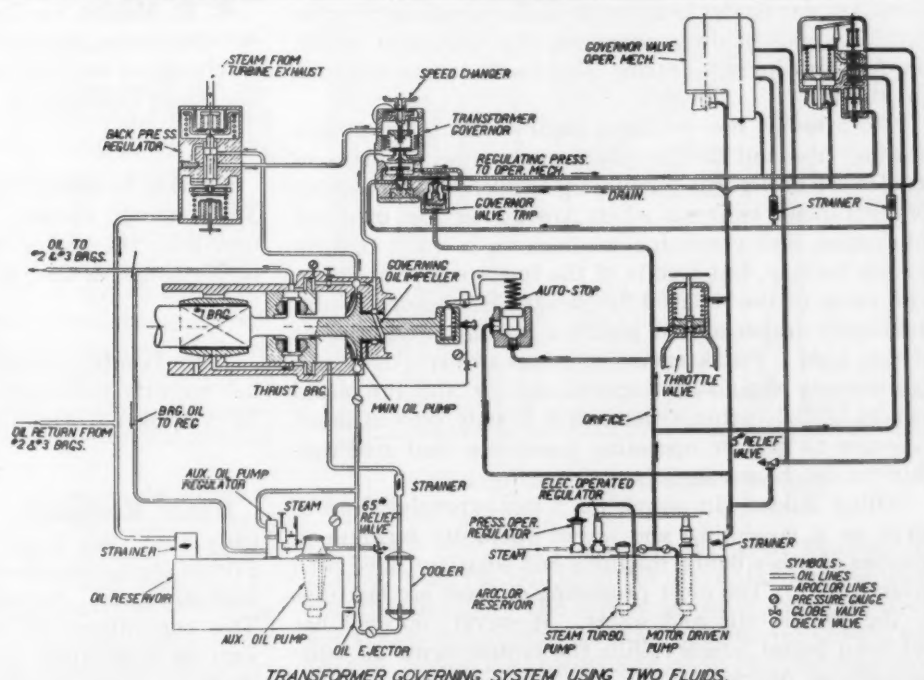 STEAM FROM
TURBINE EXHAUST
SPEED CHANGER
GOVERNOR VALVE
OPER. MECH.
BACK PRESS.
REGULATOR
TRANSFORMER
GOVERNOR
REGULATING PRESS.
TO OPER. MECH.
DRAIN.
GOVERNOR
VALVE TRIP
STRAINER
OIL TO
#2 & #3 BRGS.
GOVERNING
OIL IMPELLER
AUTO-STOP
#1 BRG.
THRUST BRG.
MAIN OIL PUMP
THROTTLE
VALVE
ORIFICE
BRG. OIL
TO REG
OIL RETURN FROM
#2 & #3 BRGS.
5# RELIEF
VALVE
AUX. OIL PUMP
REGULATOR
STEAM
65#
RELIEF
VALVE
STRAINER
ELEC. OPERATED
REGULATOR
PRESS. OPER.
REGULATOR
STEAM
STRAINER
STRAINER
OIL RESERVOIR
COOLER
AROCLOR
RESERVOIR
AUX. OIL PUMP
OIL EJECTOR
STEAM TURBO.
PUMP
MOTOR DRIVEN
PUMP
SYMBOLS:-
OIL LINES
AROCLOR LINES
PRESSURE GAUGE
GLOBE VALVE
CHECK VALVE
TRANSFORMER GOVERNING SYSTEM USING TWO FLUIDS.